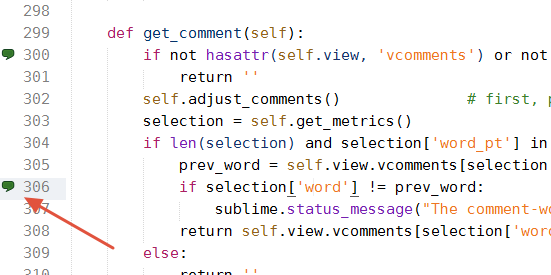 298
299 def get_comment(self):
300 if not hasattr(self.view, 'vcomments') or not
301 return ''
302 self.adjust_comments() # first, p
303 selection = self.get_metrics()
304 if len(selection) and selection['word_pt'] in
305 prev_word = self.view.vcomments[selection
306 if selection['word'] != prev_word:
307 sublime.status_message("The comment-wo
308 return self.view.vcomments[selection['wor
309 else:
310 return ''